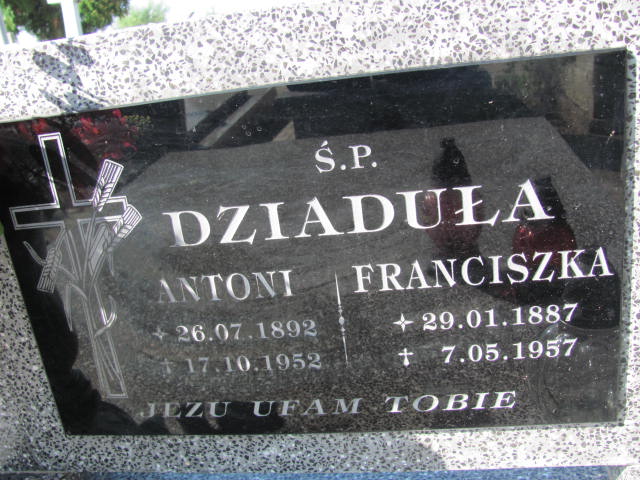 Ś.P.
DZIADUŁA
ANTONI FRANCISZKA
26.07.1892 29.01.1887
17.10.1952 7.05.1957
JEZU UFAM TOBIE